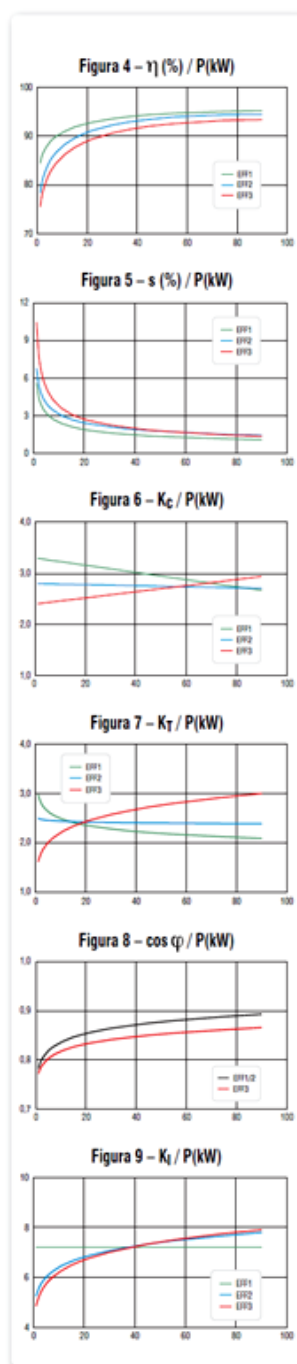 Figura 4 – η (%) / P(kW)
100
90
80
70
0 20 40 60 80 100
EFF1
EFF2
EFF3
Figura 5 – s (%) / P(kW)
12
9
6
3
0
0 20 40 60 80 100
EFF1
EFF2
EFF3
Figura 6 – KC / P(kW)
4,0
3,0
2,0
1,0
0 20 40 60 80 100
EFF1
EFF2
EFF3
Figura 7 – KT / P(kW)
4,0
3,0
2,0
1,0
0 20 40 60 80 100
EFF1
EFF2
EFF3
Figura 8 – cos φ / P(kW)
1,0
0,9
0,8
0,7
0 20 40 60 80 100
EFF1/2
EFF3
Figura 9 – KI / P(kW)
10
8
6
4
0 20 40 60 80 100
EFF1
EFF2
EFF3